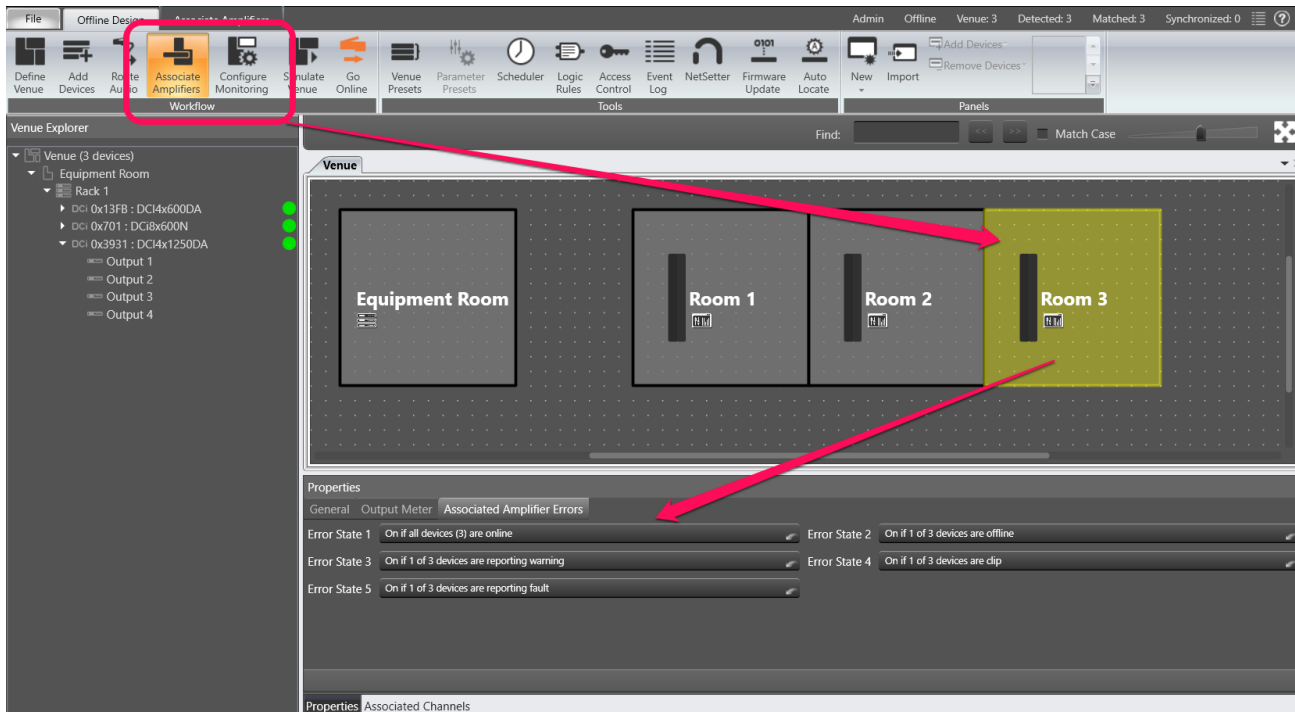 File Offline Design Associate Amplifiers Admin Offline Venue: 3 Detected: 3 Matched: 3 Synchronized: 0 ?
Define Venue
Add Devices
Route Audio
Associate Amplifiers
Configure Monitoring
Simulate Venue
Go Online
Venue Presets
Parameter Presets
Scheduler
Logic Rules
Access Control
Event Log
NetSetter
0101
Firmware Update
Auto Locate
New
Import
Add Devices
Remove Devices
Workflow Tools Panels
Venue Explorer
Find: << >> Match Case
Venue (3 devices)
Equipment Room
Rack 1
DCi 0x13FB : DCI4x600DA
DCi 0x701 : DCi8x600N
DCi 0x3931 : DCI4x1250DA
Output 1
Output 2
Output 3
Output 4
Venue
Equipment Room Room 1 Room 2 Room 3
Properties
General Output Meter Associated Amplifier Errors
Error State 1 On if all devices (3) are online Error State 2 On if 1 of 3 devices are offline
Error State 3 On if 1 of 3 devices are reporting warning Error State 4 On if 1 of 3 devices are clip
Error State 5 On if 1 of 3 devices are reporting fault
Properties Associated Channels